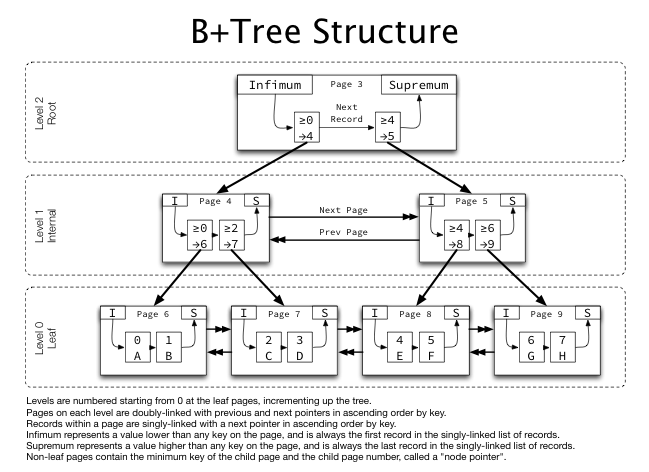 B+Tree Structure
Level 2
Root
Infimum Page 3 Supremum
Next
Record
≥0 ≥4
→4 →5
Level 1
Internal
I Page 4 S
≥0 ≥2
→6 →7
Next Page
Prev Page
I Page 5 S
≥4 ≥6
→8 →9
Level 0
Leaf
I Page 6 S
0 1
A B
I Page 7 S
2 3
C D
I Page 8 S
4 5
E F
I Page 9 S
6 7
G H
Levels are numbered starting from 0 at the leaf pages, incrementing up the tree.
Pages on each level are doubly-linked with previous and next pointers in ascending order by key.
Records within a page are singly-linked with a next pointer in ascending order by key.
Infimum represents a value lower than any key on the page, and is always the first record in the singly-linked list of records.
Supremum represents a value higher than any key on the page, and is always the last record in the singly-linked list of records.
Non-leaf pages contain the minimum key of the child page and the child page number, called a "node pointer".